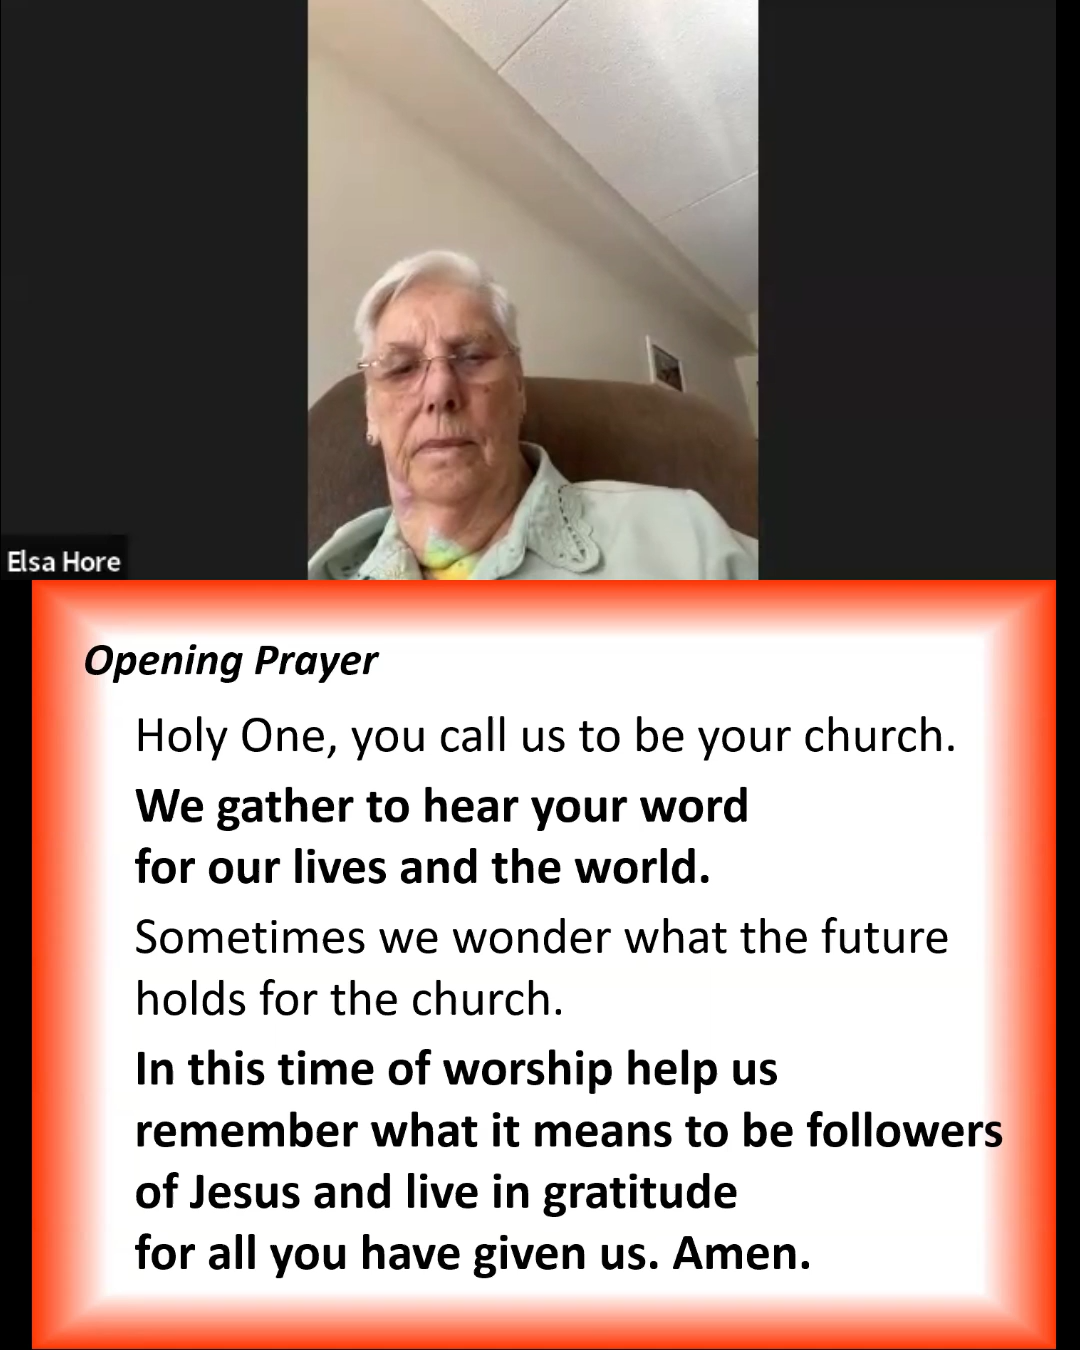 Elsa Hore
Opening Prayer
Holy One, you call us to be your church.
We gather to hear your word
for our lives and the world.
Sometimes we wonder what the future
holds for the church.
In this time of worship help us
remember what it means to be followers
of Jesus and live in gratitude
for all you have given us. Amen.